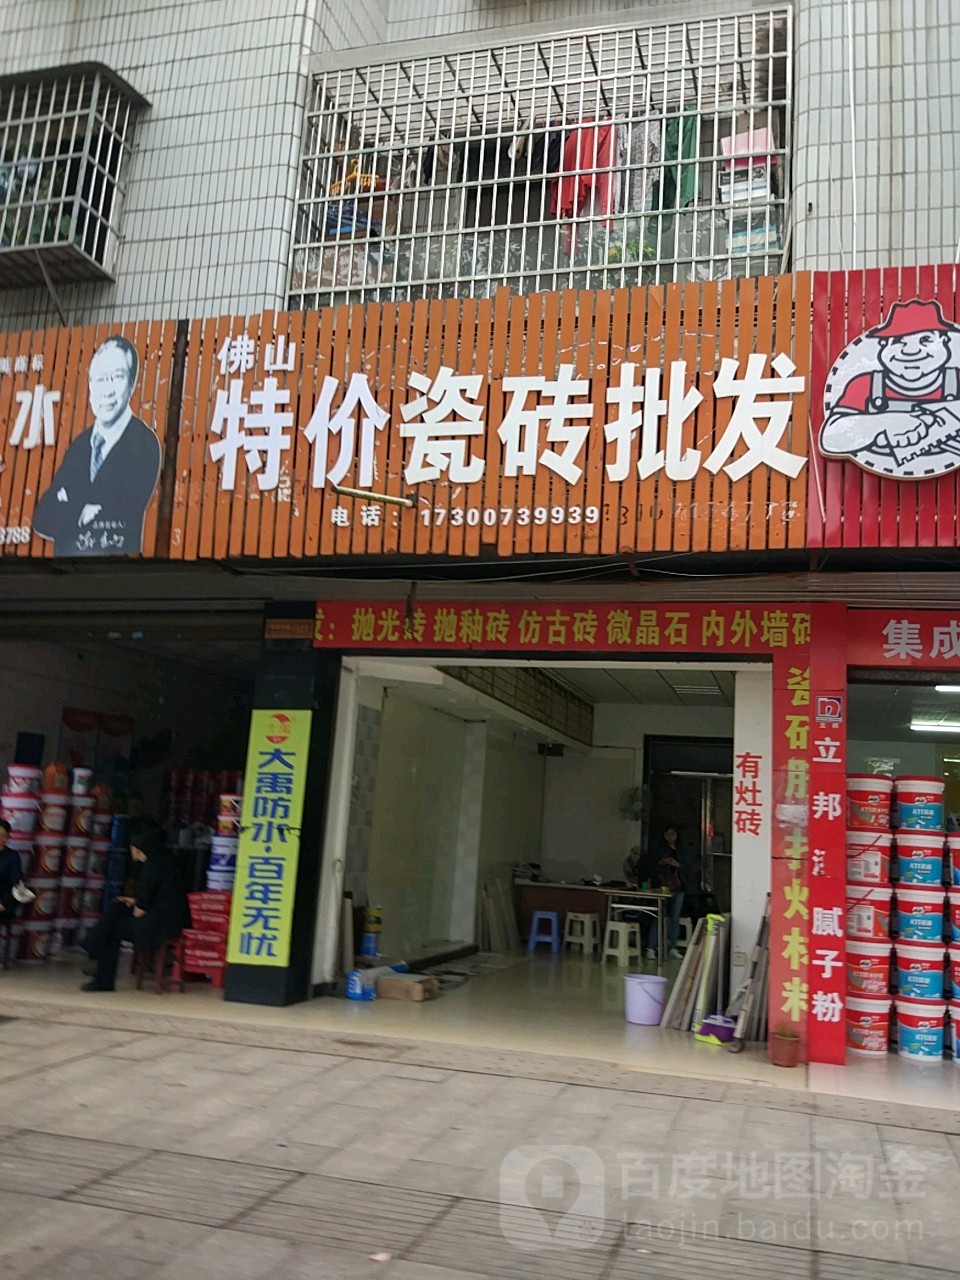 水
8788
佛山
特价瓷砖批发
电话：17300739939
发：抛光砖 抛釉砖 仿古砖 微晶石 内外墙砖
集成
大禹防水·百年无忧
有灶砖
立邦
腻子粉
百度地图淘金
taojin.baidu.com